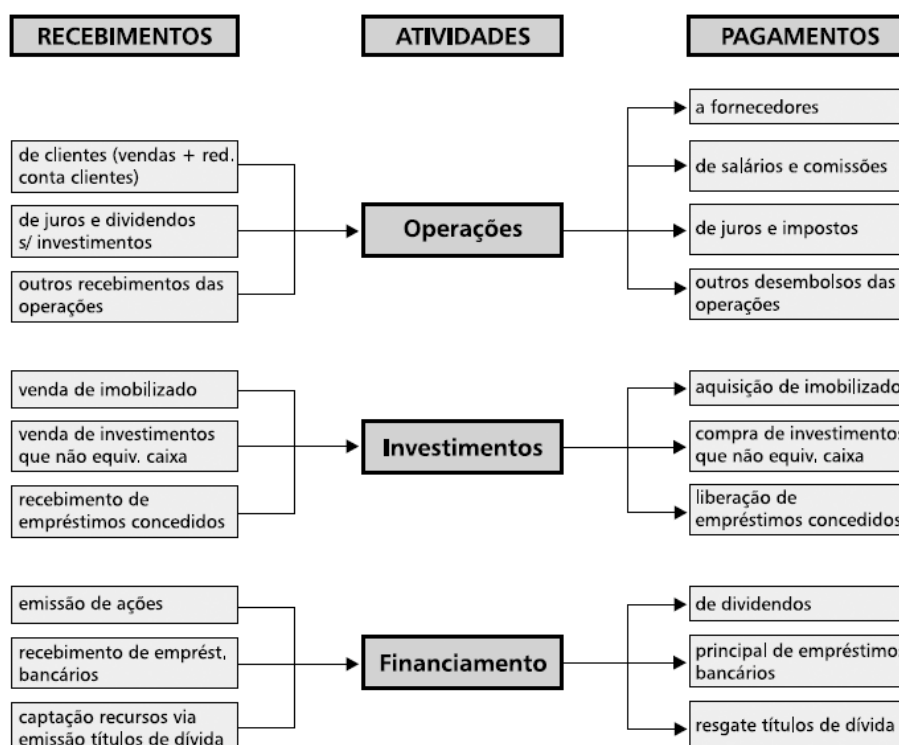 RECEBIMENTOS
ATIVIDADES
PAGAMENTOS
de clientes (vendas + red.
conta clientes)
de juros e dividendos
s/ investimentos
outros recebimentos das
operações
Operações
a fornecedores
de salários e comissões
de juros e impostos
outros desembolsos das
operações
venda de imobilizado
venda de investimentos
que não equiv. caixa
recebimento de
empréstimos concedidos
Investimentos
aquisição de imobilizado
compra de investimentos
que não equiv. caixa
liberação de
empréstimos concedidos
emissão de ações
recebimento de emprést.
bancários
captação recursos via
emissão títulos de dívida
Financiamento
de dividendos
principal de empréstimos
bancários
resgate títulos de dívida